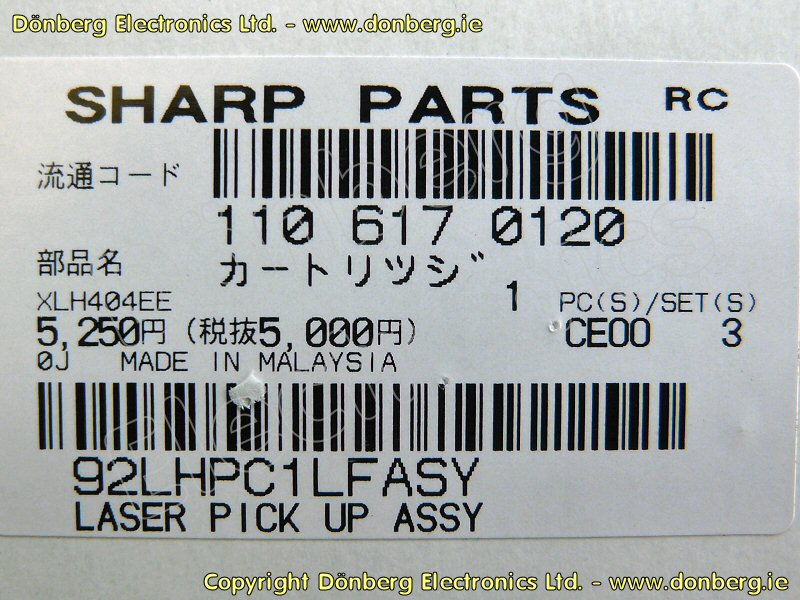 Dönberg Electronics Ltd. - www.donberg.ie
SHARP PARTS RC
流通コード
110 617 0120
部品名 カートリツジ
XLH404EE 1 PC(S)/SET(S)
5,250円 (税抜5,000円) CE00 3
0J MADE IN MALAYSIA
92LHPC1LFASY
LASER PICK UP ASSY
Copyright Dönberg Electronics Ltd. - www.donberg.ie